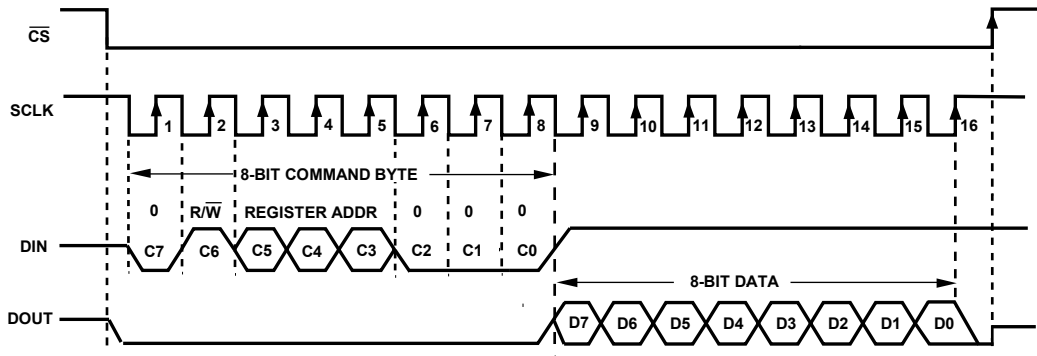 CS
SCLK
1 2 3 4 5 6 7 8 9 10 11 12 13 14 15 16
8-BIT COMMAND BYTE
0 R/W REGISTER ADDR 0 0 0
DIN C7 C6 C5 C4 C3 C2 C1 C0
8-BIT DATA
DOUT D7 D6 D5 D4 D3 D2 D1 D0